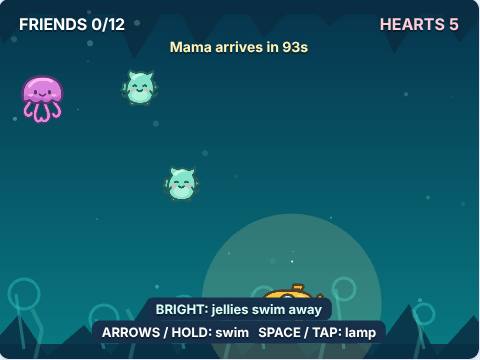 FRIENDS 0/12
HEARTS 5
Mama arrives in 93s
BRIGHT: jellies swim away
ARROWS / HOLD: swim SPACE / TAP: lamp